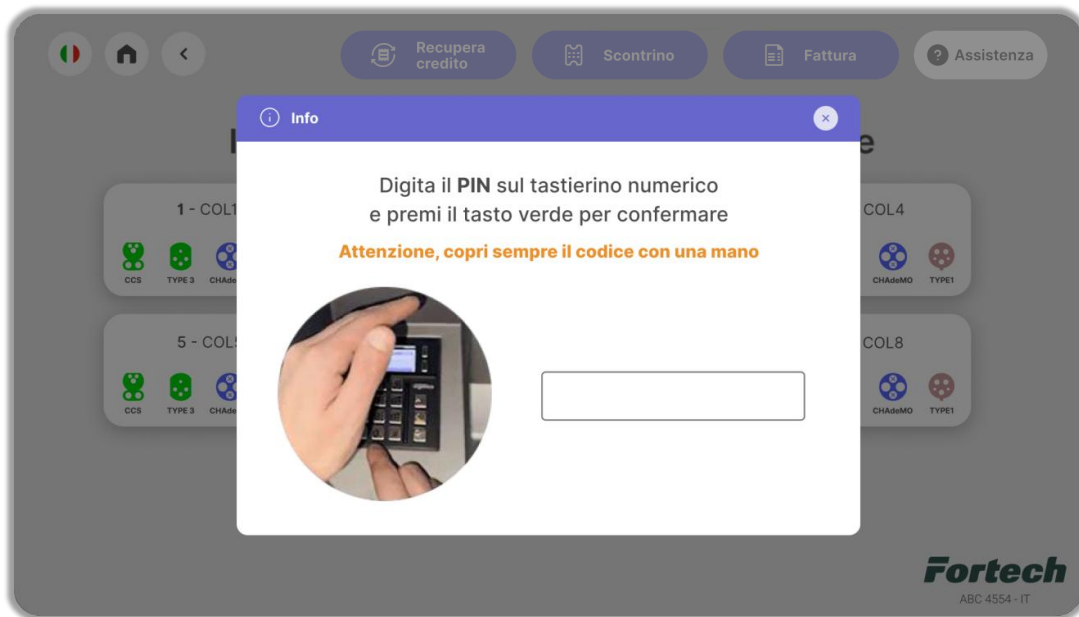 Recupera
credito
Scontrino
Fattura
? Assistenza
Info
Digita il PIN sul tastierino numerico
e premi il tasto verde per confermare
Attenzione, copri sempre il codice con una mano
1 - COL1
COL4
CCS
TYPE 3
CHAdeMO
TYPE1
COL8
CCS
TYPE 3
CHAdeMO
TYPE1
Fortech
ABC 4554 - IT